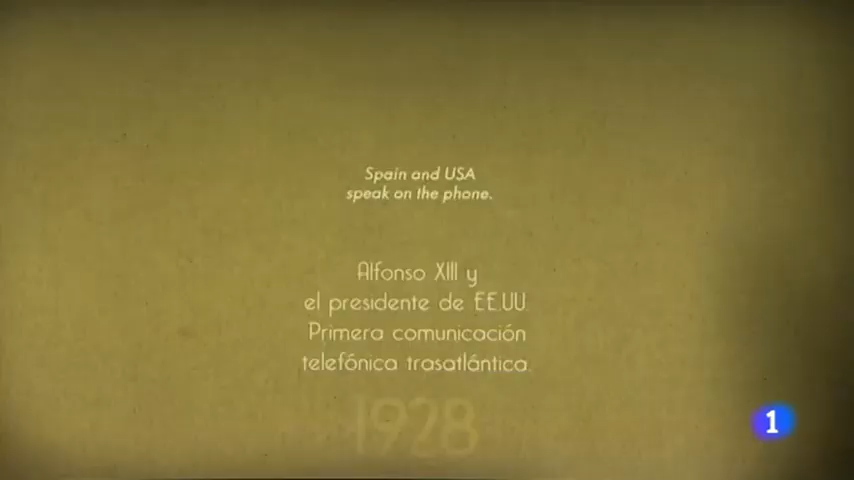 Spain and USA
speak on the phone.
Alfonso XIII y
el presidente de EE.UU.
Primera comunicación
telefónica trasatlántica.
1928
1